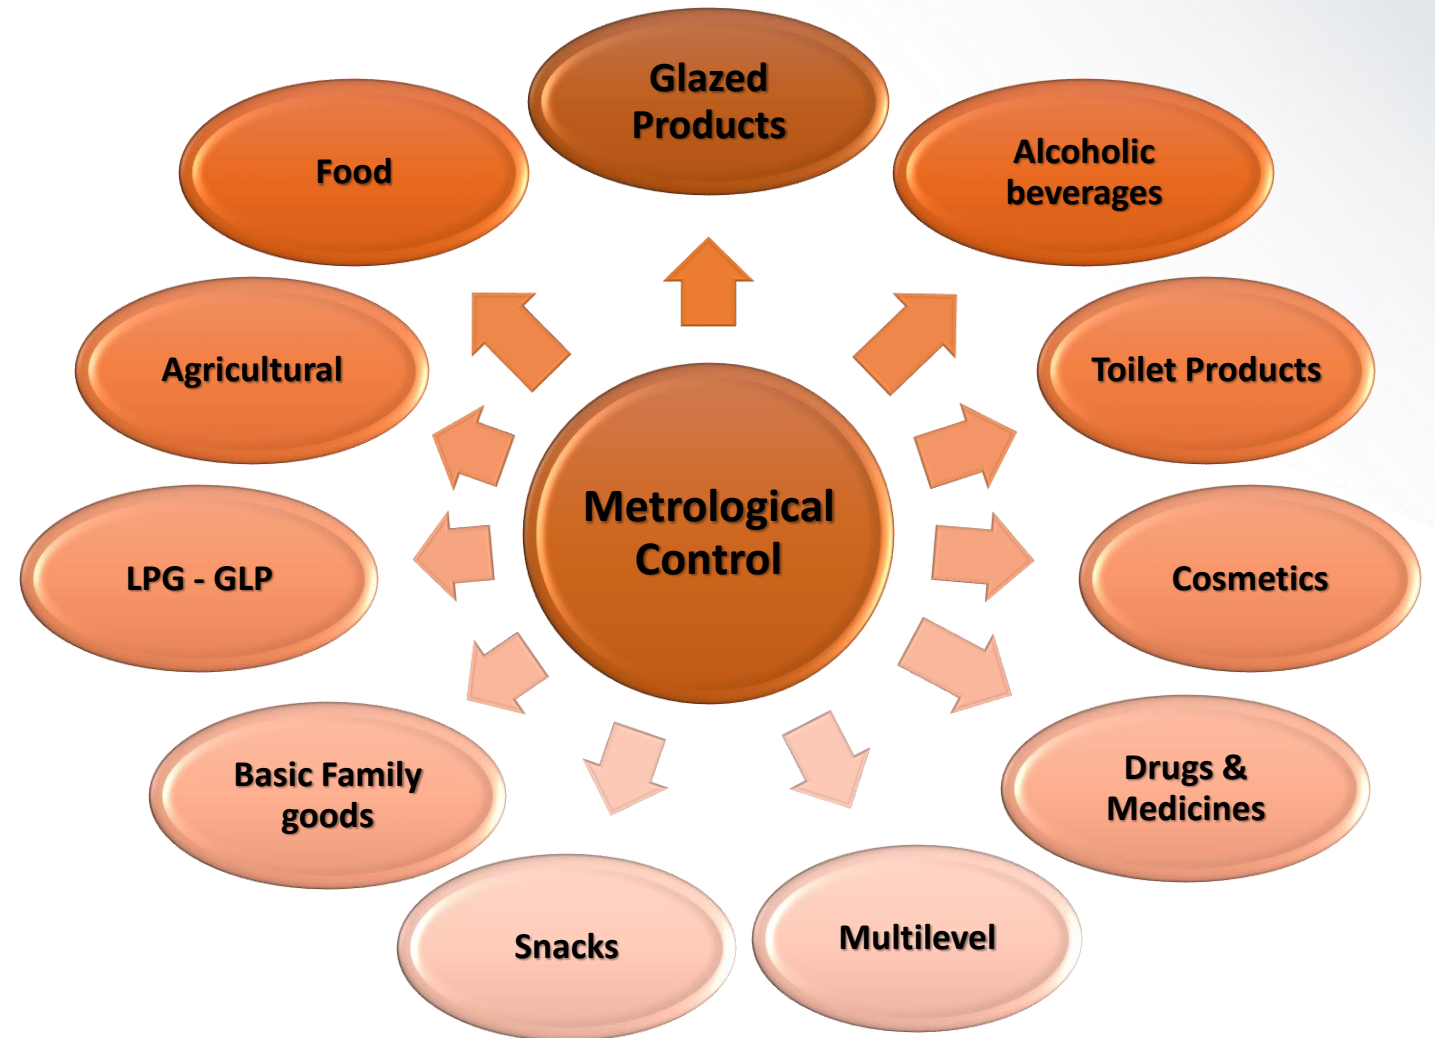 Glazed
Products
Food
Alcoholic
beverages
Agricultural
Toilet Products
Metrological
Control
LPG - GLP
Cosmetics
Basic Family
goods
Drugs &
Medicines
Snacks
Multilevel